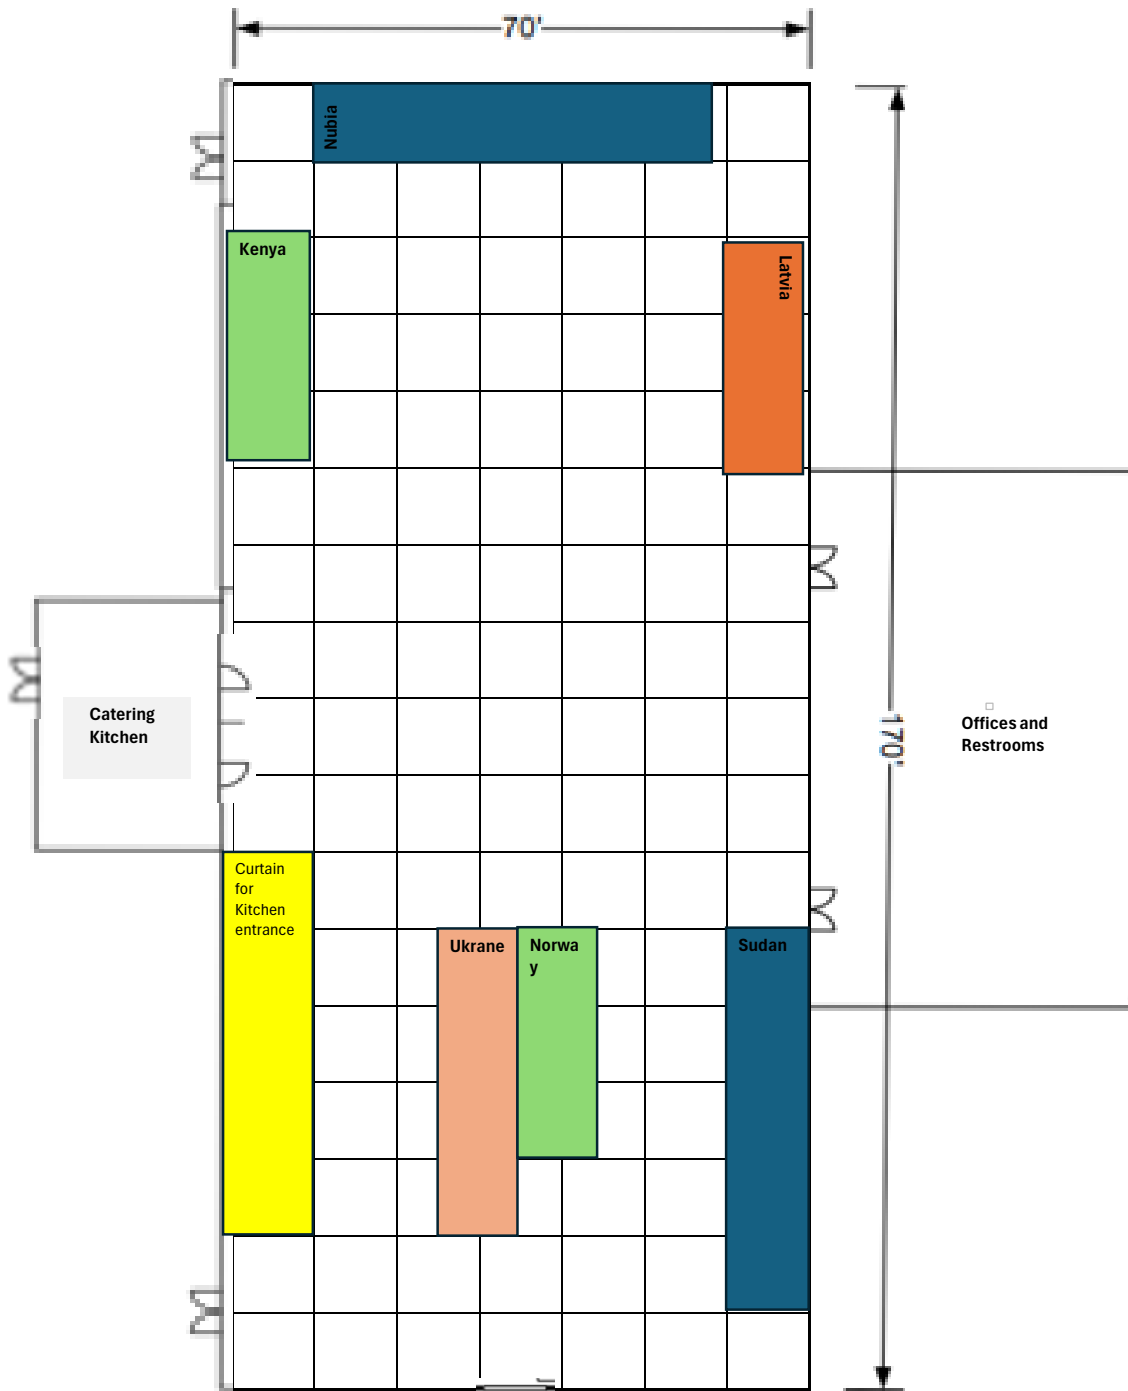 70'
Nubia
Kenya
Latvia
170'
Catering
Kitchen
Offices and
Restrooms
Curtain
for
Kitchen
entrance
Ukrane
Norwa
y
Sudan